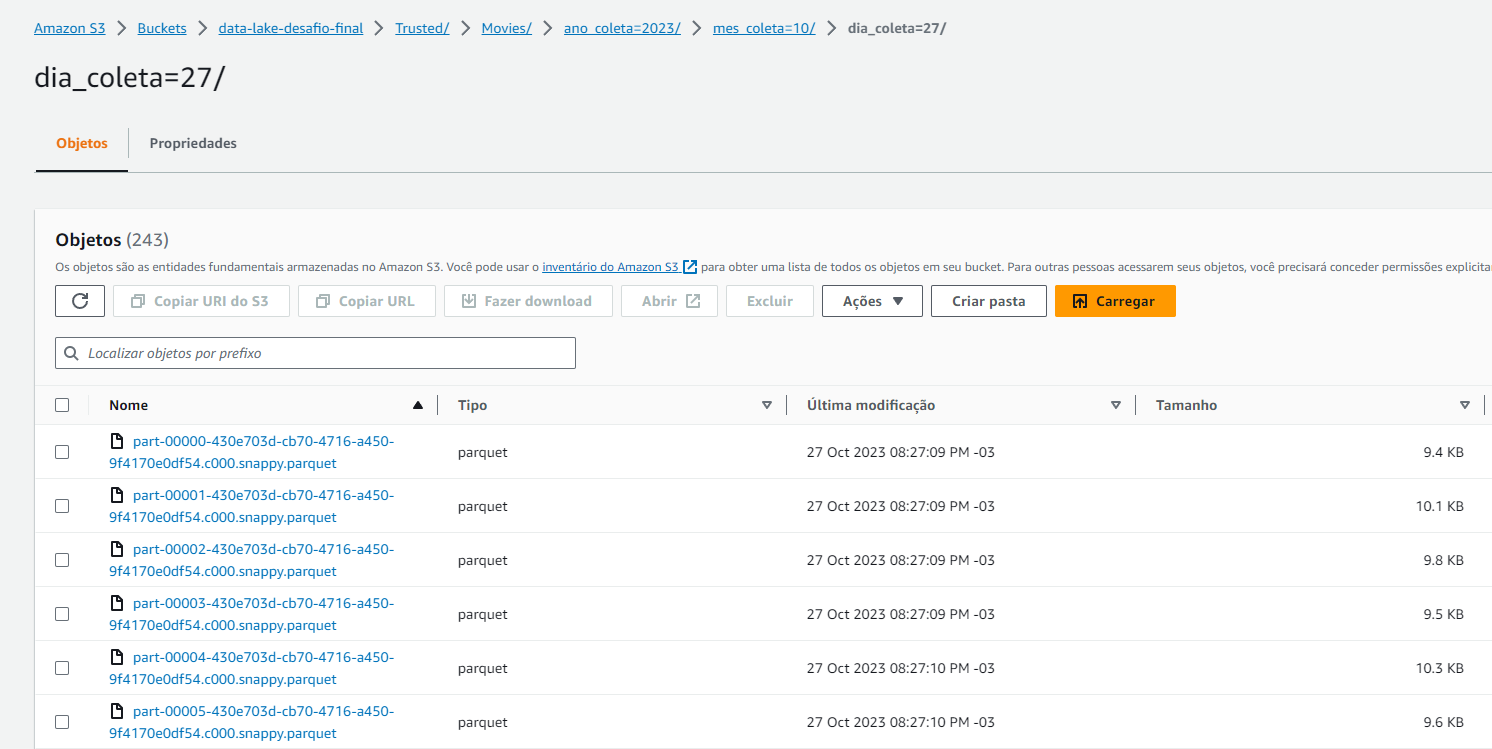 Amazon S3 > Buckets > data-lake-desafio-final > Trusted/ > Movies/ > ano_coleta=2023/ > mes_coleta=10/ > dia_coleta=27/
dia_coleta=27/
Objetos Propriedades
Objetos (243)
Os objetos são as entidades fundamentais armazenadas no Amazon S3. Você pode usar o inventário do Amazon S3 para obter uma lista de todos os objetos em seu bucket. Para outras pessoas acessarem seus objetos, você precisará conceder permissões explicita
Copiar URI do S3 Copiar URL Fazer download Abrir Excluir Ações Criar pasta Carregar
Localizar objetos por prefixo
Nome Tipo Última modificação Tamanho
part-00000-430e703d-cb70-4716-a450-
9f4170e0df54.c000.snappy.parquet parquet 27 Oct 2023 08:27:09 PM -03 9.4 KB
part-00001-430e703d-cb70-4716-a450-
9f4170e0df54.c000.snappy.parquet parquet 27 Oct 2023 08:27:09 PM -03 10.1 KB
part-00002-430e703d-cb70-4716-a450-
9f4170e0df54.c000.snappy.parquet parquet 27 Oct 2023 08:27:09 PM -03 9.8 KB
part-00003-430e703d-cb70-4716-a450-
9f4170e0df54.c000.snappy.parquet parquet 27 Oct 2023 08:27:09 PM -03 9.5 KB
part-00004-430e703d-cb70-4716-a450-
9f4170e0df54.c000.snappy.parquet parquet 27 Oct 2023 08:27:10 PM -03 10.3 KB
part-00005-430e703d-cb70-4716-a450-
9f4170e0df54.c000.snappy.parquet parquet 27 Oct 2023 08:27:10 PM -03 9.6 KB